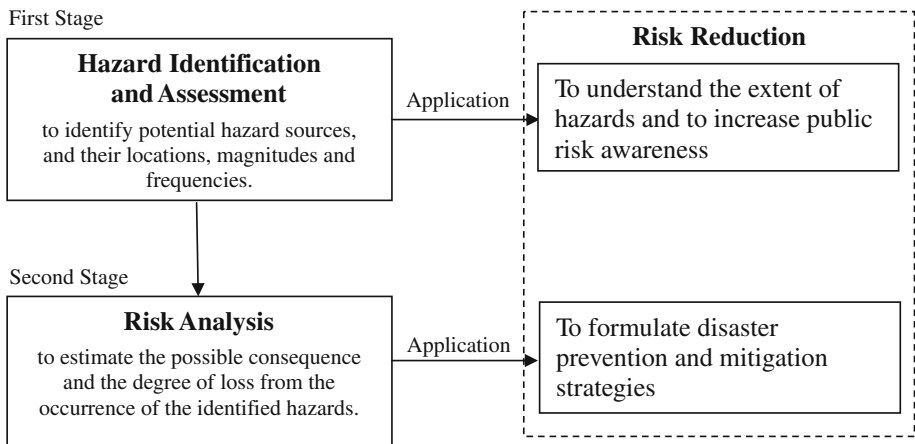 First Stage
Hazard Identification
and Assessment
to identify potential hazard sources,
and their locations, magnitudes and
frequencies.
Application
Risk Reduction
To understand the extent of
hazards and to increase public
risk awareness
Second Stage
Risk Analysis
to estimate the possible consequence
and the degree of loss from the
occurrence of the identified hazards.
Application
To formulate disaster
prevention and mitigation
strategies